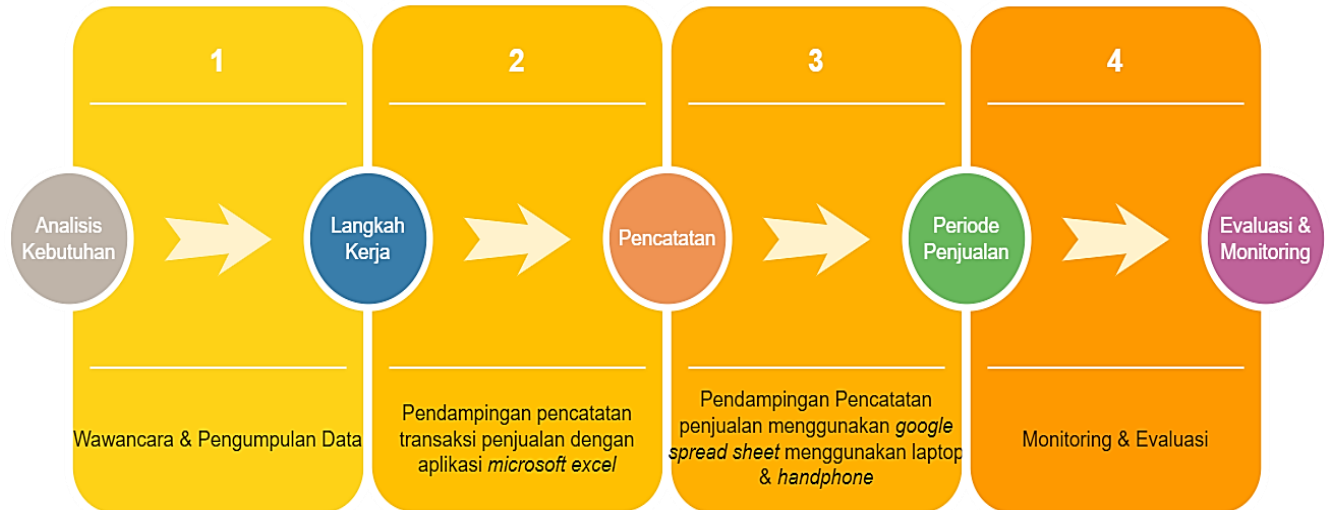 1
2
3
4
Analisis
Kebutuhan
Langkah
Kerja
Pencatatan
Periode
Penjualan
Evaluasi &
Monitoring
Wawancara & Pengumpulan Data
Pendampingan pencatatan
transaksi penjualan dengan
aplikasi microsoft excel
Pendampingan Pencatatan
penjualan menggunakan google
spread sheet menggunakan laptop
& handphone
Monitoring & Evaluasi